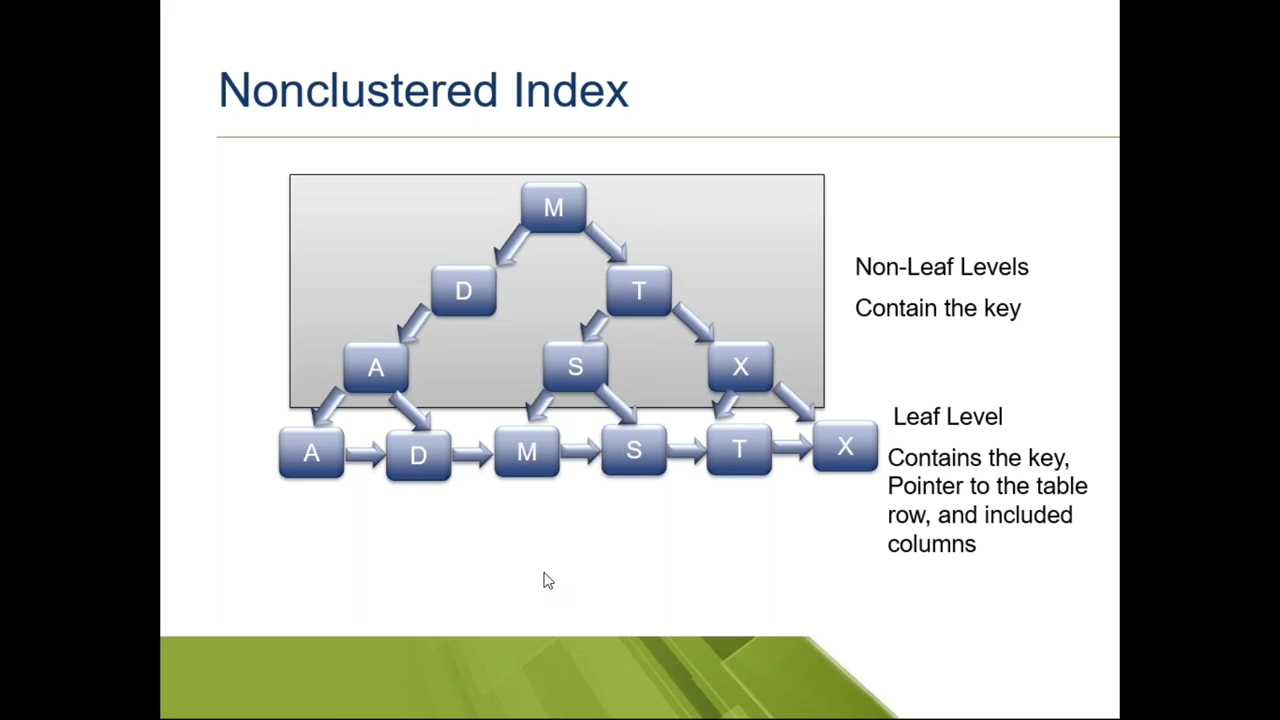 Nonclustered Index
M
D
T
A
S
X
A
D
M
S
T
X
Non-Leaf Levels
Contain the key
Leaf Level
Contains the key,
Pointer to the table
row, and included
columns